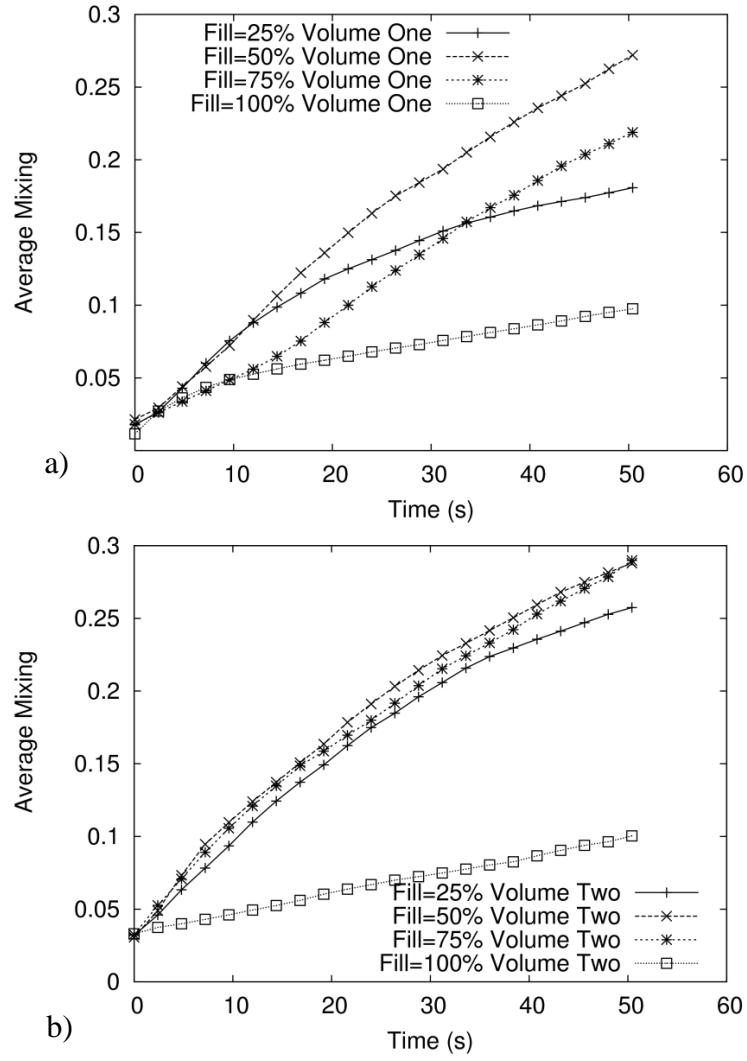 0.3
Fill=25% Volume One
Fill=50% Volume One
Fill=75% Volume One
Fill=100% Volume One
0.25
0.2
0.15
0.1
0.05
Average Mixing
a)
0 10 20 30 40 50 60
Time (s)
0.3
0.25
0.2
0.15
0.1
0.05
0
Average Mixing
Fill=25% Volume Two
Fill=50% Volume Two
Fill=75% Volume Two
Fill=100% Volume Two
0 10 20 30 40 50 60
b)
Time (s)